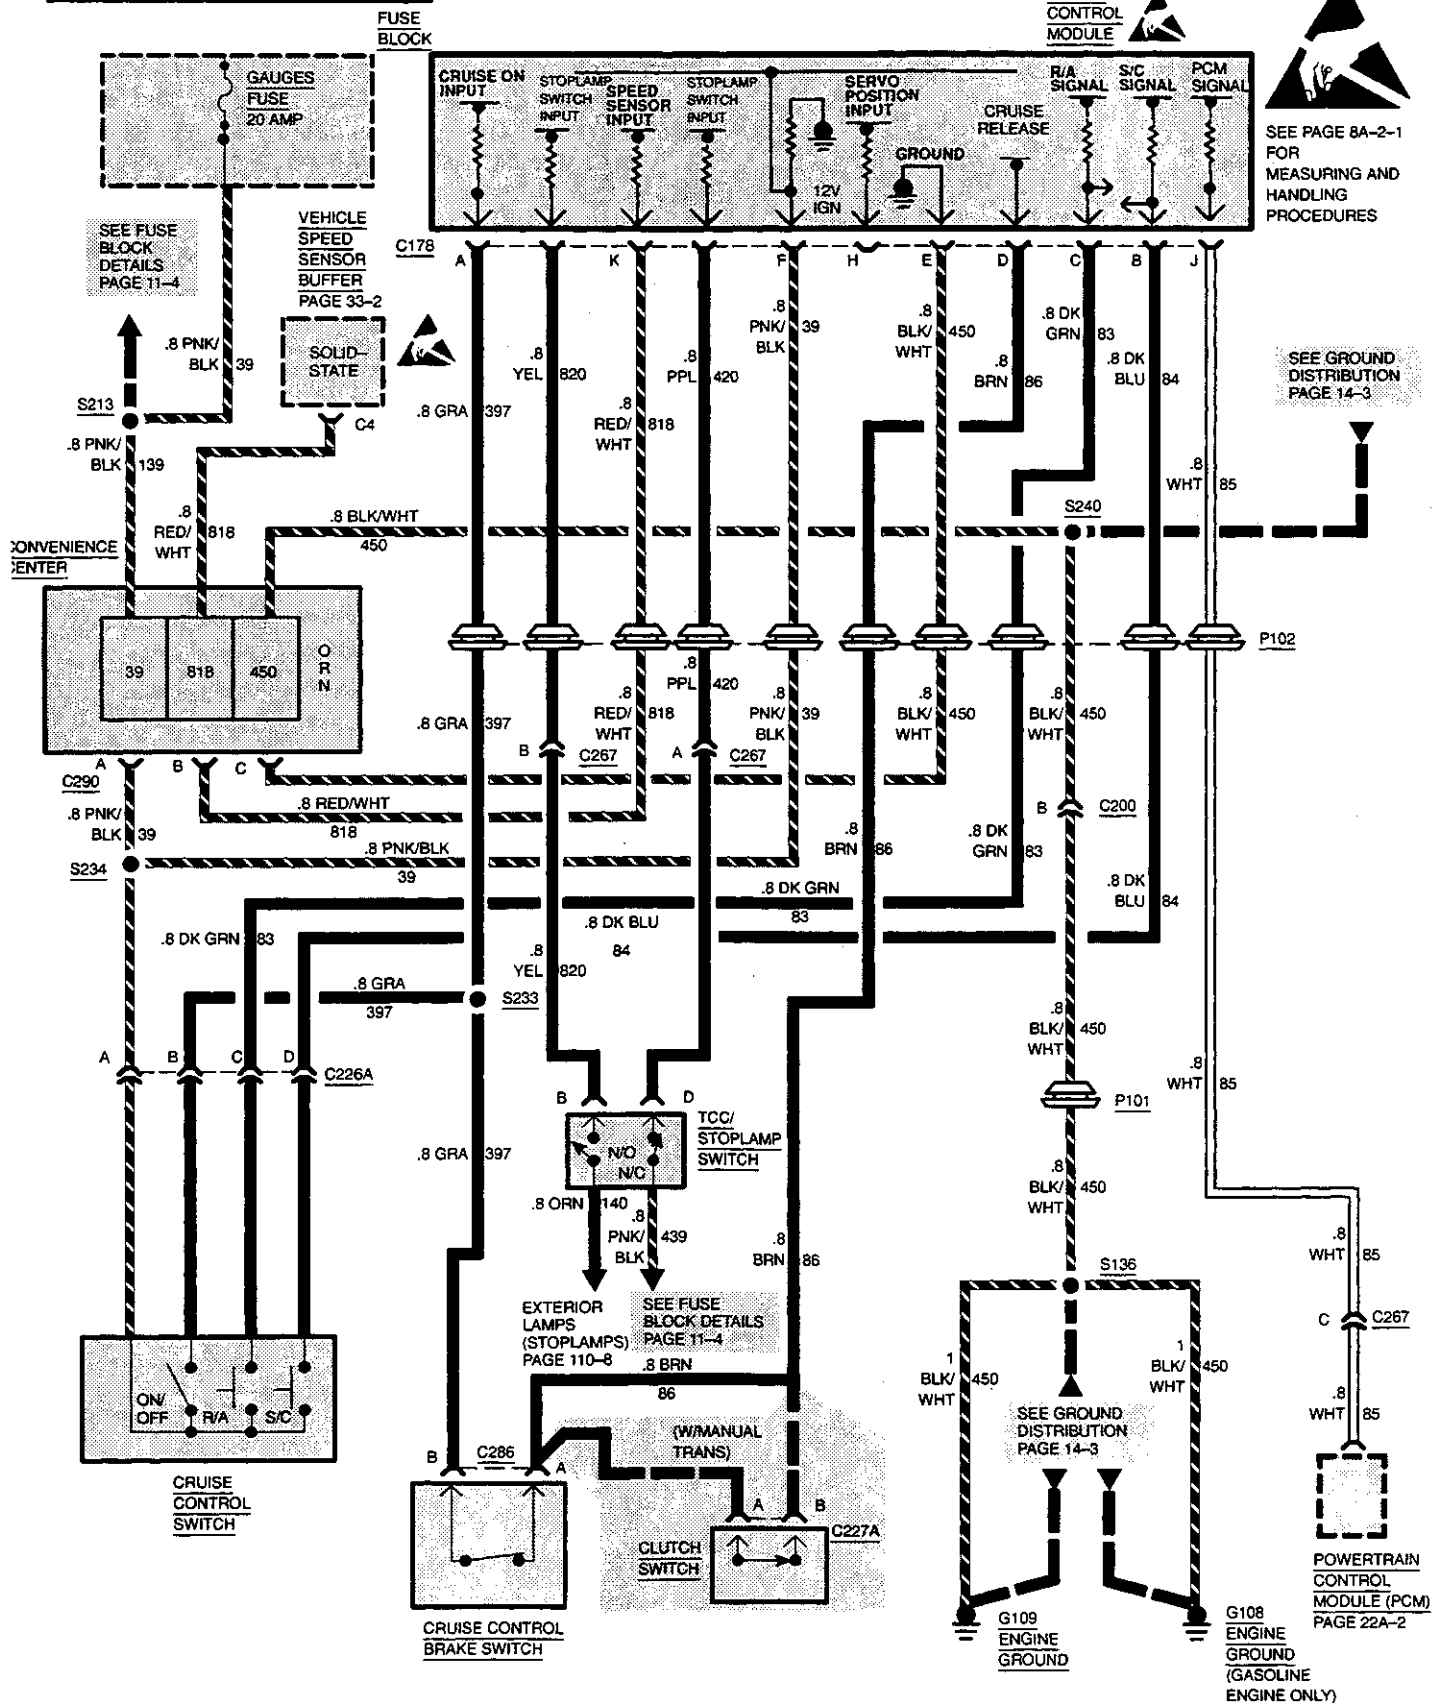 FUSE
BLOCK
GAUGES
FUSE
20 AMP
CONTROL
MODULE
CRUISE ON
INPUT
STOPLAMP
SWITCH
INPUT
SPEED
SENSOR
INPUT
STOPLAMP
SWITCH
INPUT
12V
IGN
SERVO
POSITION
INPUT
GROUND
CRUISE
RELEASE
R/A
SIGNAL
S/C
SIGNAL
PCM
SIGNAL
SEE PAGE 8A-2-1
FOR
MEASURING AND
HANDLING
PROCEDURES
SEE FUSE
BLOCK
DETAILS
PAGE 11-4
VEHICLE
SPEED
SENSOR
BUFFER
PAGE 33-2
SOLID-
STATE
C4
C178
A
K
F
H
E
D
C
B
J
.8 PNK/
BLK
39
S213
.8 PNK/
BLK
139
.8
RED/
WHT
818
.8 BLK/WHT
450
.8 GRA
397
.8
YEL
820
.8
RED/
WHT
818
.8
PPL
420
.8
PNK/
BLK
39
.8
BLK/
WHT
450
.8
BRN
86
.8 DK
GRN
83
.8 DK
BLU
84
.8
WHT
85
SEE GROUND
DISTRIBUTION
PAGE 14-3
S240
CONVENIENCE
CENTER
39
818
450
O
R
N
P102
.8 GRA
397
.8
RED/
WHT
818
.8
PPL
420
.8
PNK/
BLK
39
.8
BLK/
WHT
450
.8
BLK/
WHT
450
A
B
C
C290
B
C267
A
C267
B
C200
.8 PNK/
BLK
39
.8 RED/WHT
818
S234
.8 PNK/BLK
39
.8
BRN
86
.8 DK
GRN
83
.8 DK
BLU
84
.8 DK GRN
83
.8 DK BLU
84
.8 DK GRN
83
.8
YEL
820
.8 GRA
397
S233
A
B
C
D
C226A
.8
BLK/
WHT
450
.8
WHT
85
P101
B
D
TCC/
STOPLAMP
SWITCH
N/O
N/C
.8 GRA
397
.8 ORN
140
.8
PNK/
BLK
439
.8
BRN
86
.8
BLK/
WHT
450
S136
.8
WHT
85
EXTERIOR
LAMPS
(STOPLAMPS)
PAGE 110-8
SEE FUSE
BLOCK DETAILS
PAGE 11-4
C
C267
.8 BRN
86
1
BLK/
WHT
450
1
BLK/
WHT
450
.8
WHT
85
ON/
OFF
R/A
S/C
CRUISE
CONTROL
SWITCH
SEE GROUND
DISTRIBUTION
PAGE 14-3
(W/MANUAL
TRANS)
B
C286
A
A
B
C227A
CLUTCH
SWITCH
CRUISE CONTROL
BRAKE SWITCH
G109
ENGINE
GROUND
G108
ENGINE
GROUND
(GASOLINE
ENGINE ONLY)
POWERTRAIN
CONTROL
MODULE (PCM)
PAGE 22A-2